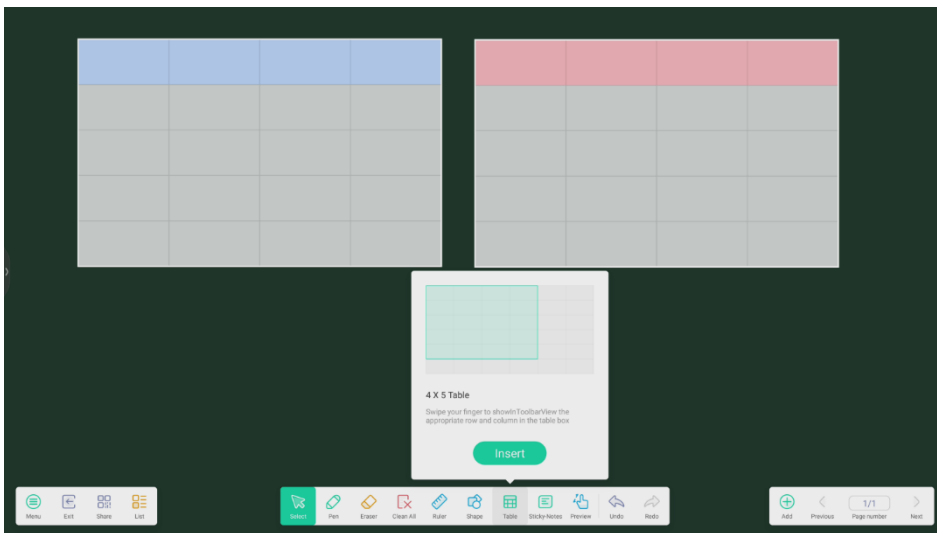 4 X 5 Table
Swipe your finger to showInToolbarView the
appropriate row and column in the table box
Insert
Menu Exit Share List
Select Pen Eraser Clean All Ruler Shape Table Sticky-Notes Preview Undo Redo
Add Previous 1/1 Page number Next